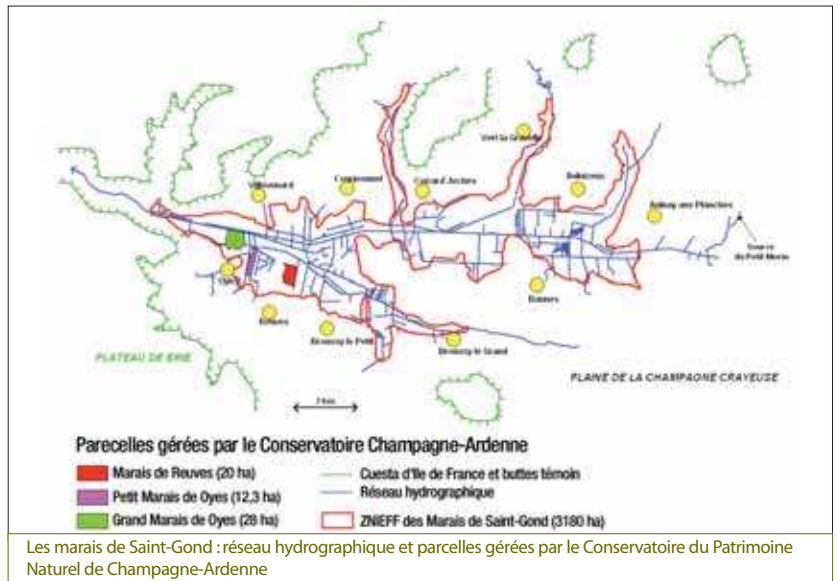 Vert la Gravelle
Villevenard
Courjeonnet
Coizard Joches
Aulnay aux Planches
Source
du Petit Morin
Oyes
Bannes
Reuves
Broussy le Petit
Broussy le Grand
PLATEAU DE BRIE
PLAINE DE LA CHAMPAGNE CRAYEUSE
Parecelles gérées par le Conservatoire Champagne-Ardenne
Marais de Reuves (20 ha)
Cuesta d'Ile de France et buttes témoin
Petit Marais de Oyes (12,3 ha)
Réseau hydrographique
Grand Marais de Oyes (28 ha)
ZNIEFF des Marais de Saint-Gond (3180 ha)
Les marais de Saint-Gond : réseau hydrographique et parcelles gérées par le Conservatoire du Patrimoine
Naturel de Champagne-Ardenne